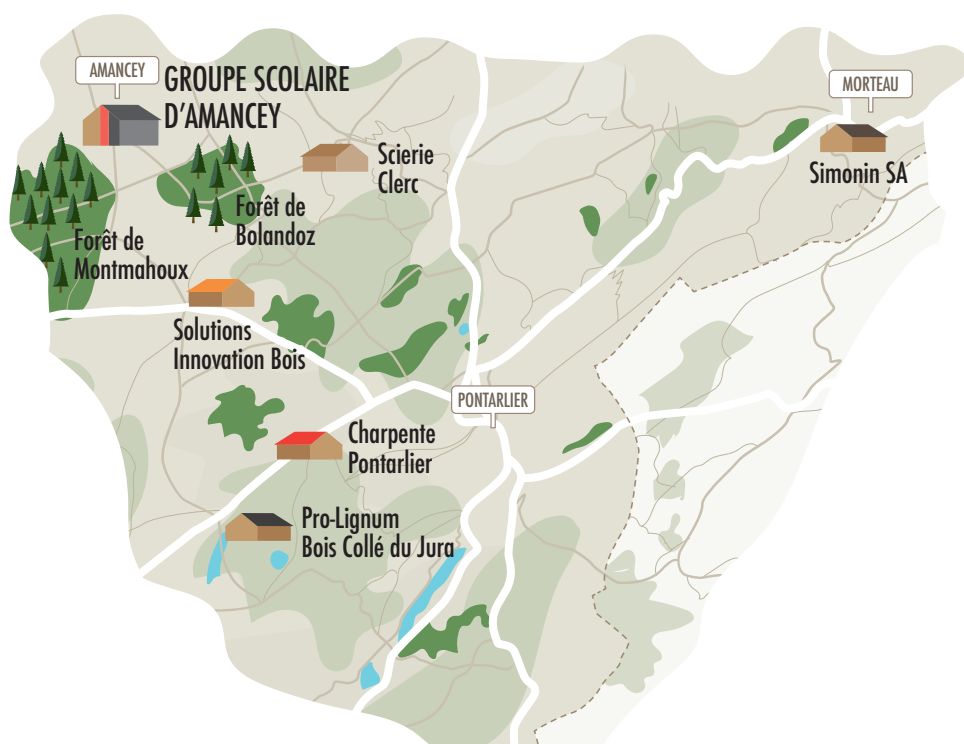 AMANCEY
GROUPE SCOLAIRE
D'AMANCEY
MORTEAU
Scierie
Clerc
Simonin SA
Forêt de
Bolandoz
Forêt de
Montmahoux
Solutions
Innovation Bois
PONTARLIER
Charpente
Pontarlier
Pro-Lignum
Bois Collé du Jura